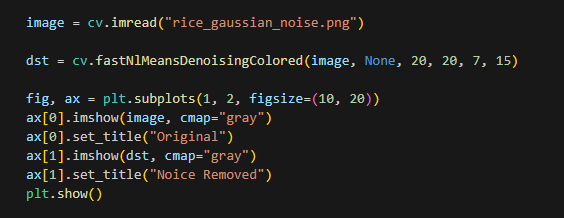 image = cv.imread("rice_gaussian_noise.png")
dst = cv.fastNlMeansDenoisingColored(image, None, 20, 20, 7, 15)
fig, ax = plt.subplots(1, 2, figsize=(10, 20))
ax[0].imshow(image, cmap="gray")
ax[0].set_title("Original")
ax[1].imshow(dst, cmap="gray")
ax[1].set_title("Noice Removed")
plt.show()